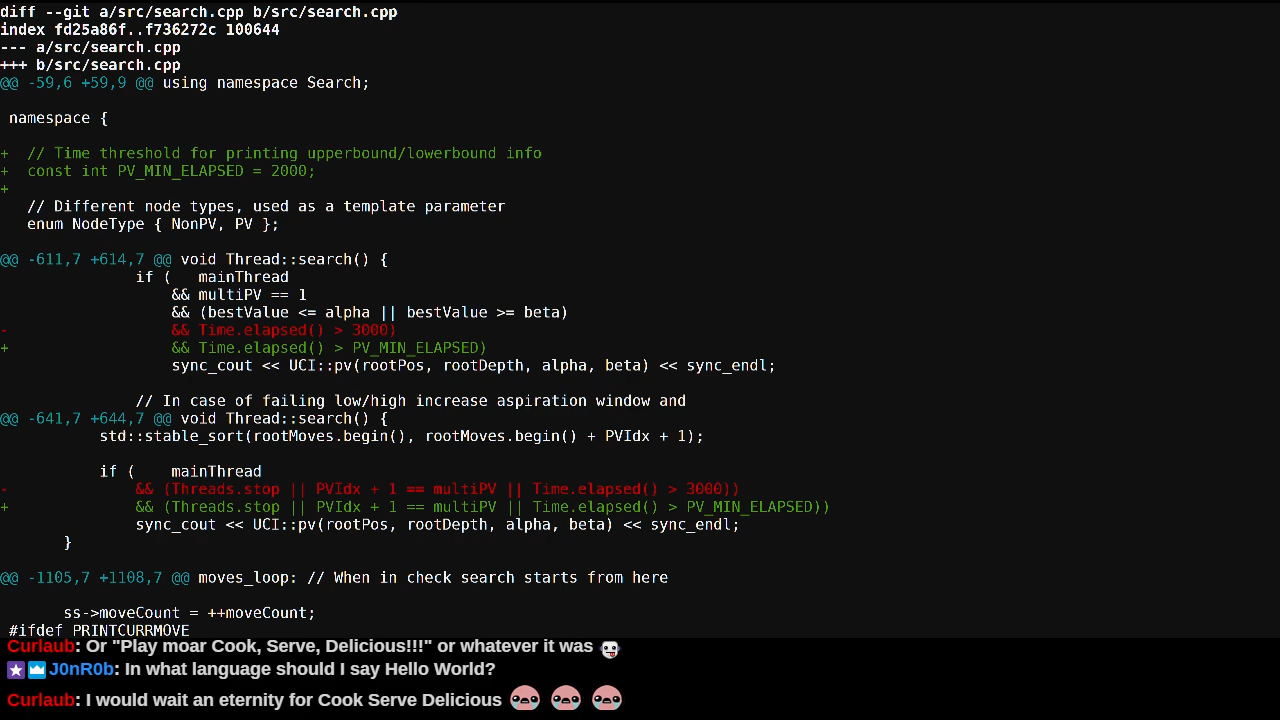 diff --git a/src/search.cpp b/src/search.cpp
index fd25a86f..f736272c 100644
--- a/src/search.cpp
+++ b/src/search.cpp
@@ -59,6 +59,9 @@ using namespace Search;
 namespace {
+  // Time threshold for printing upperbound/lowerbound info
+  const int PV_MIN_ELAPSED = 2000;
+
   // Different node types, used as a template parameter
   enum NodeType { NonPV, PV };
@@ -611,7 +614,7 @@ void Thread::search() {
               if (   mainThread
                   && multiPV == 1
                   && (bestValue <= alpha || bestValue >= beta)
-                  && Time.elapsed() > 3000)
+                  && Time.elapsed() > PV_MIN_ELAPSED)
                   sync_cout << UCI::pv(rootPos, rootDepth, alpha, beta) << sync_endl;
               // In case of failing low/high increase aspiration window and
@@ -641,7 +644,7 @@ void Thread::search() {
           std::stable_sort(rootMoves.begin(), rootMoves.begin() + PVIdx + 1);
           if (    mainThread
-              && (Threads.stop || PVIdx + 1 == multiPV || Time.elapsed() > 3000))
+              && (Threads.stop || PVIdx + 1 == multiPV || Time.elapsed() > PV_MIN_ELAPSED))
               sync_cout << UCI::pv(rootPos, rootDepth, alpha, beta) << sync_endl;
       }
@@ -1105,7 +1108,7 @@ moves_loop: // When in check search starts from here
       ss->moveCount = ++moveCount;
 #ifdef PRINTCURRMOVE
Curlaub: Or "Play moar Cook, Serve, Delicious!!!" or whatever it was
J0nR0b: In what language should I say Hello World?
Curlaub: I would wait an eternity for Cook Serve Delicious